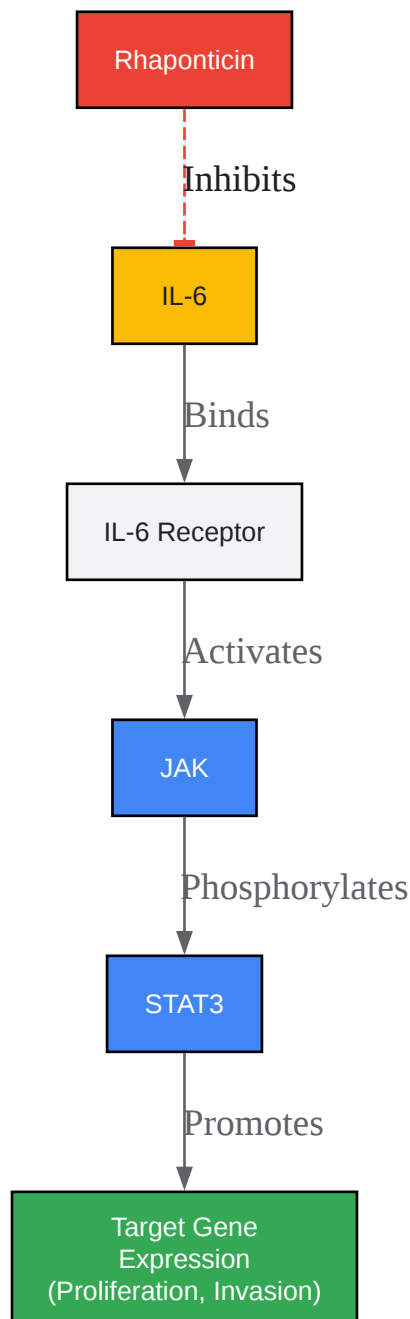 Rhaponticin
Inhibits
IL-6
Binds
IL-6 Receptor
Activates
JAK
Phosphorylates
STAT3
Promotes
Target Gene
Expression
(Proliferation, Invasion)